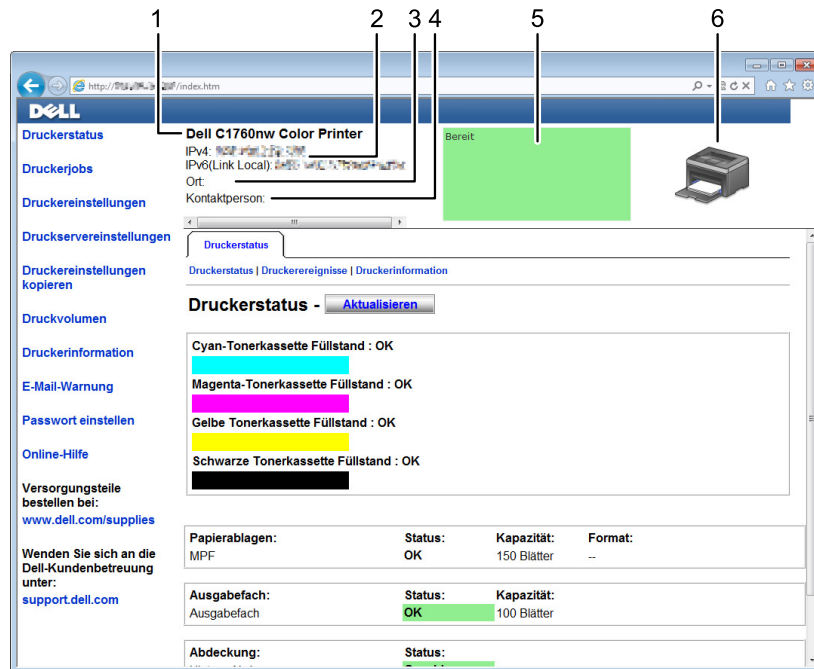 1 2 3 4 5 6
http:// /index.htm
DELL
Druckerstatus
Druckerjobs
Druckereinstellungen
Druckservereinstellungen
Druckereinstellungen
kopieren
Druckvolumen
Druckerinformation
E-Mail-Warnung
Passwort einstellen
Online-Hilfe
Versorgungsteile
bestellen bei:
www.dell.com/supplies
Wenden Sie sich an die
Dell-Kundenbetreuung
unter:
support.dell.com
Dell C1760nw Color Printer
IPv4:
IPv6(Link Local):
Ort:
Kontaktperson:
Bereit
Druckerstatus
Druckerstatus | Druckerereignisse | Druckerinformation
Druckerstatus - Aktualisieren
Cyan-Tonerkassette Füllstand : OK
Magenta-Tonerkassette Füllstand : OK
Gelbe Tonerkassette Füllstand : OK
Schwarze Tonerkassette Füllstand : OK
Papierablagen: Status: Kapazität: Format:
MPF OK 150 Blätter --
Ausgabefach: Status: Kapazität:
Ausgabefach OK 100 Blätter
Abdeckung: Status: